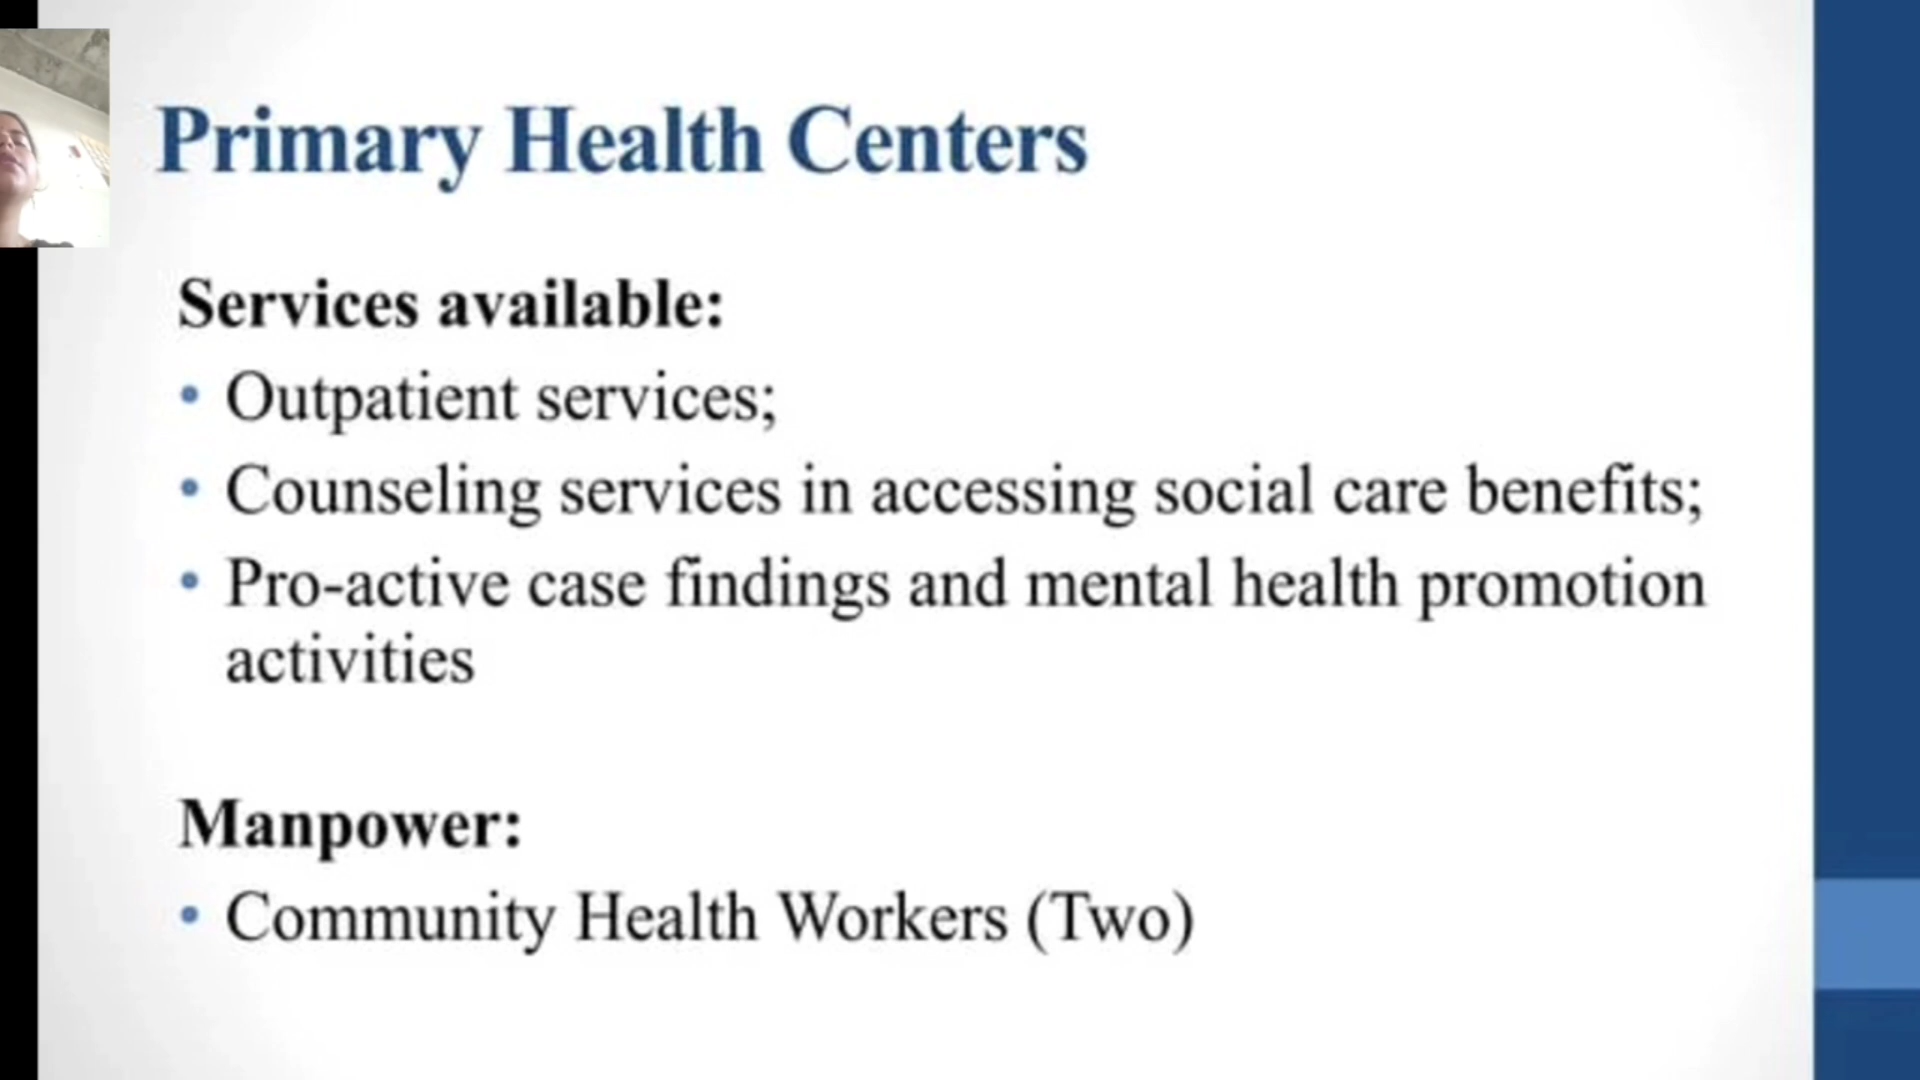 Primary Health Centers
Services available:
• Outpatient services;
• Counseling services in accessing social care benefits;
• Pro-active case findings and mental health promotion
activities
Manpower:
• Community Health Workers (Two)